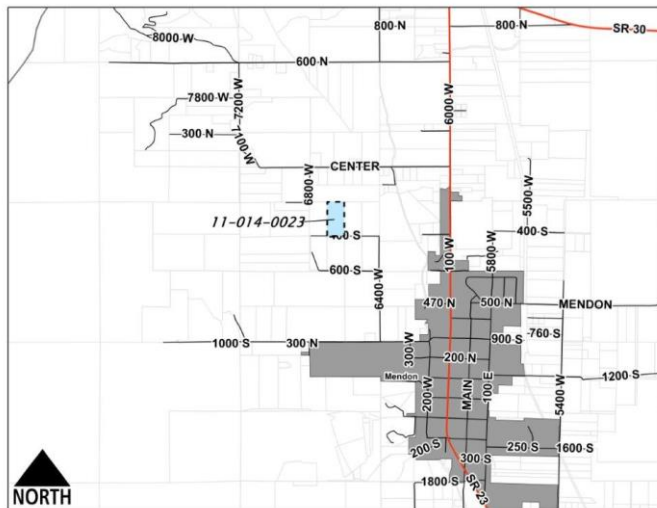 800 N
800 N
SR-30
8000 W
600 N
7800 W
7200 W
6000 W
300 N
7100 W
CENTER
6800 W
5500 W
11-014-0023
400 S
400 S
100 W
5800 W
600 S
6400 W
470 N
500 N
MENDON
760 S
1000 S
300 N
300 W
900 S
200 N
Mendon
1200 S
200 W
MAIN
100 E
5400 W
200 S
250 S
1600 S
300 S
1800 S
SR-23
NORTH